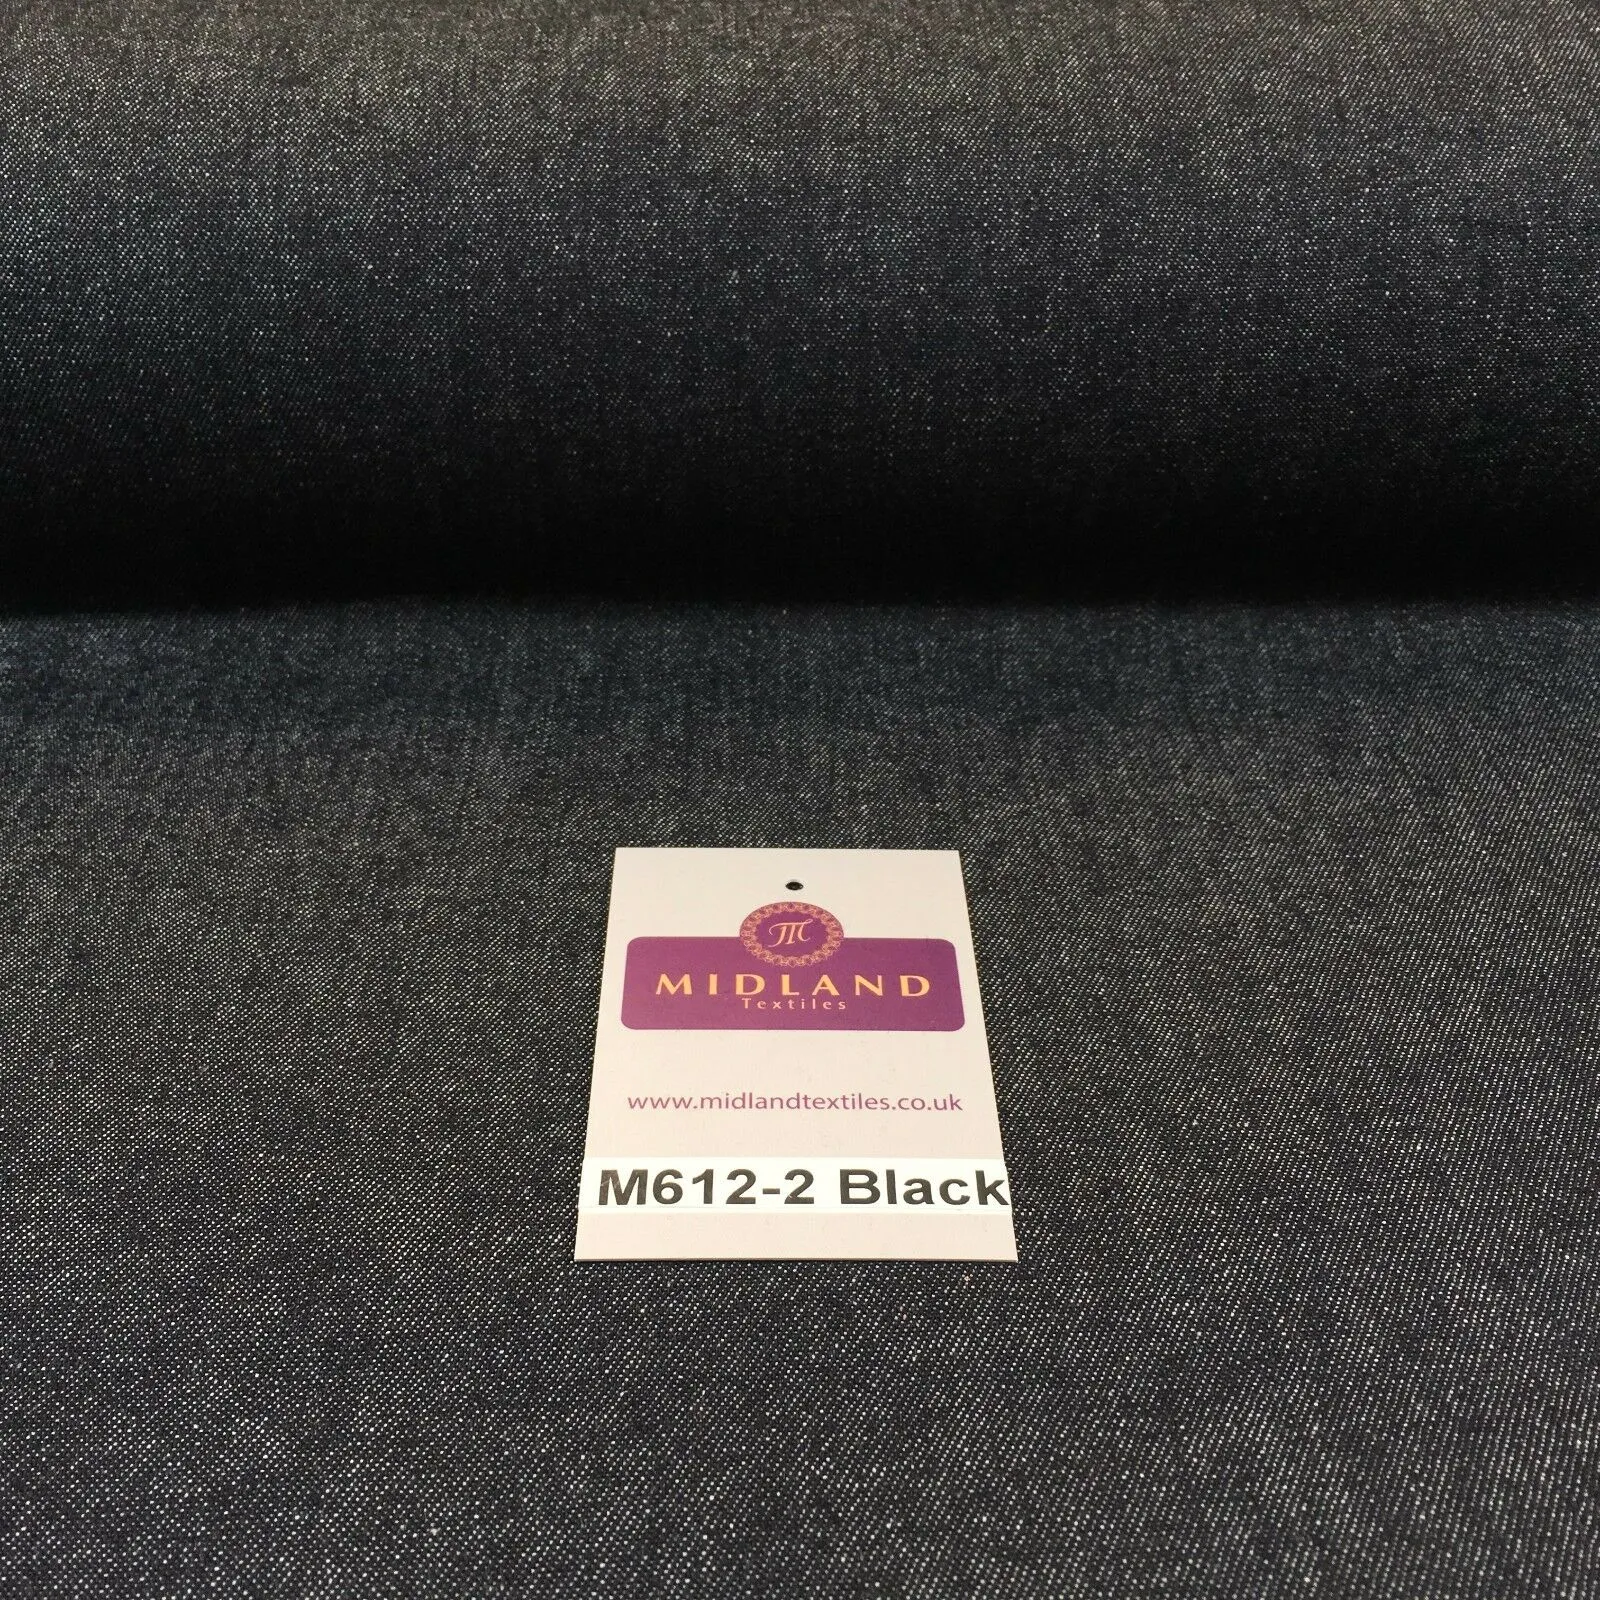 MIDLAND
Textiles
www.midlandtextiles.co.uk
M612-2 Black